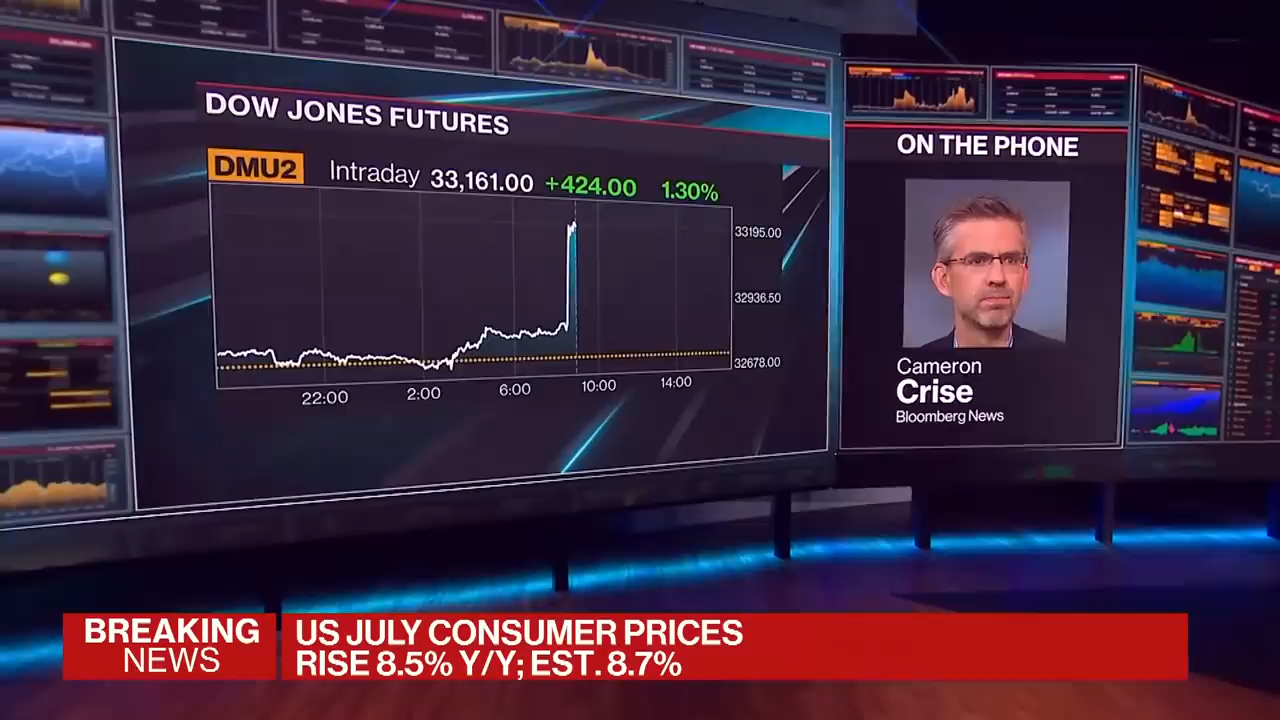 DOW JONES FUTURES
DMU2 Intraday 33,161.00 +424.00 1.30%
33195.00
32936.50
32678.00
22:00 2:00 6:00 10:00 14:00
ON THE PHONE
Cameron
Crise
Bloomberg News
BREAKING
NEWS
US JULY CONSUMER PRICES
RISE 8.5% Y/Y; EST. 8.7%